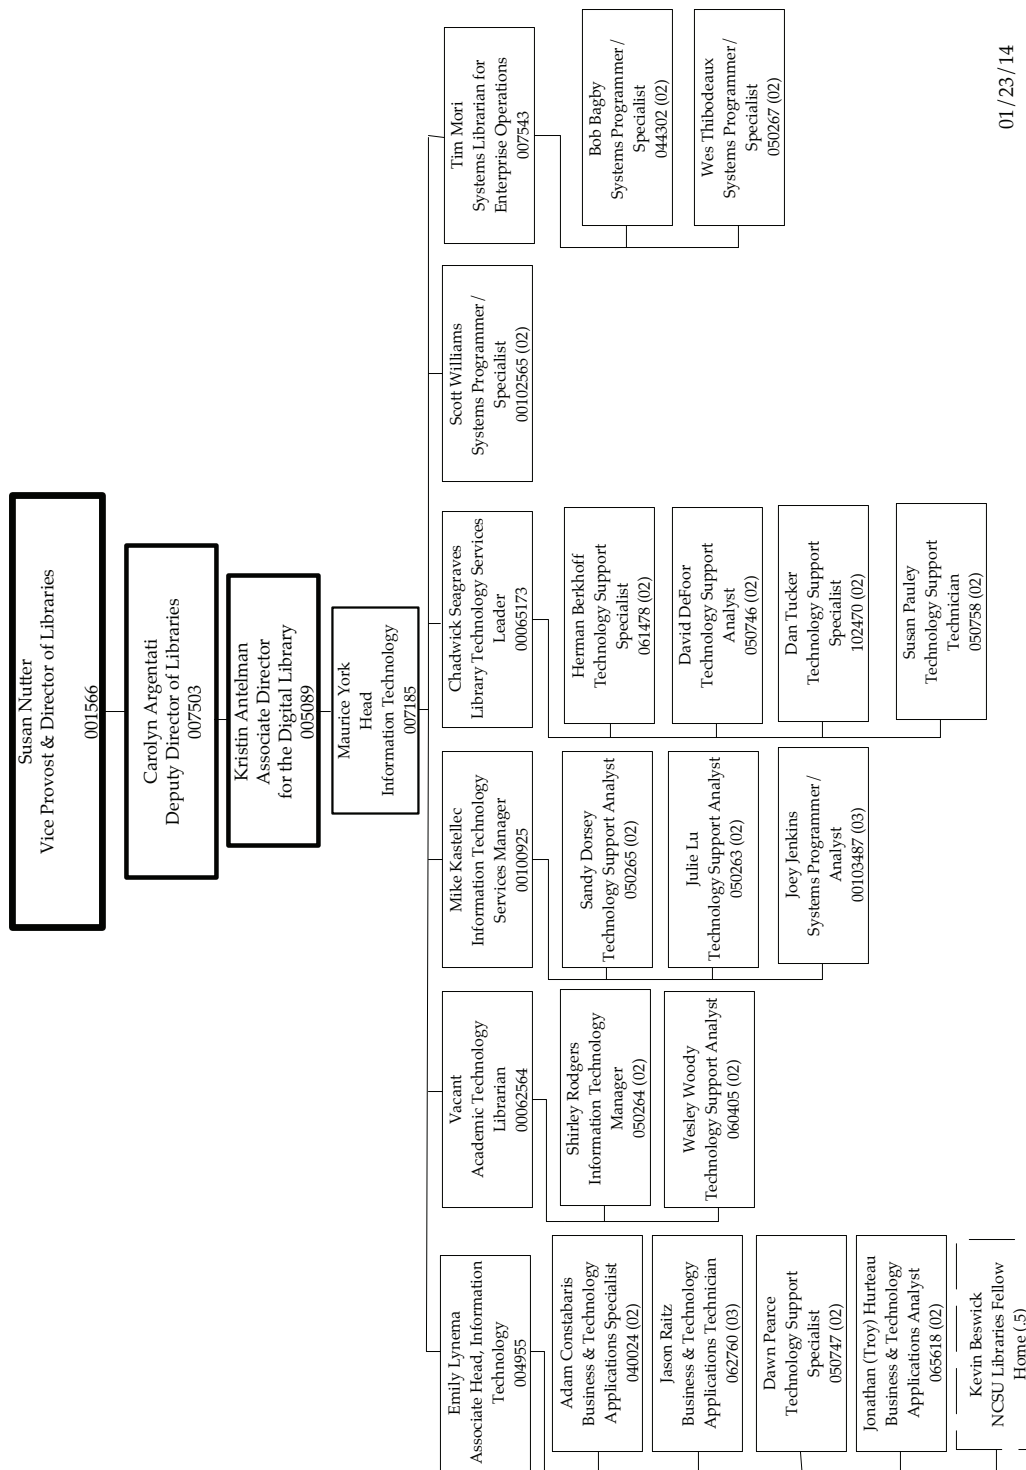 Susan Nutter
Vice Provost & Director of Libraries
001566
Carolyn Argentati
Deputy Director of Libraries
007503
Kristin Antelman
Associate Director
for the Digital Library
005089
Maurice York
Head
Information Technology
007185
Emily Lynema
Associate Head, Information
Technology
004955
Adam Constabaris
Business & Technology
Applications Specialist
040024 (02)
Jason Raitz
Business & Technology
Applications Technician
062760 (03)
Dawn Pearce
Technology Support
Specialist
050747 (02)
Jonathan (Troy) Hurteau
Business & Technology
Applications Analyst
065618 (02)
Kevin Beswick
NCSU Libraries Fellow
Home (.5)
Vacant
Academic Technology
Librarian
00062564
Shirley Rodgers
Information Technology
Manager
050264 (02)
Wesley Woody
Technology Support Analyst
060405 (02)
Mike Kastellec
Information Technology
Services Manager
00100925
Sandy Dorsey
Technology Support Analyst
050265 (02)
Julie Lu
Technology Support Analyst
050263 (02)
Joey Jenkins
Systems Programmer/
Analyst
00103487 (03)
Chadwick Seagraves
Library Technology Services
Leader
00065173
Herman Berkhoff
Technology Support
Specialist
061478 (02)
David DeFoor
Technology Support
Analyst
050746 (02)
Dan Tucker
Technology Support
Specialist
102470 (02)
Susan Pauley
Technology Support
Technician
050758 (02)
Scott Williams
Systems Programmer/
Specialist
00102565 (02)
Tim Mori
Systems Librarian for
Enterprise Operations
007543
Bob Bagby
Systems Programmer/
Specialist
044302 (02)
Wes Thibodeaux
Systems Programmer/
Specialist
050267 (02)
01/23/14